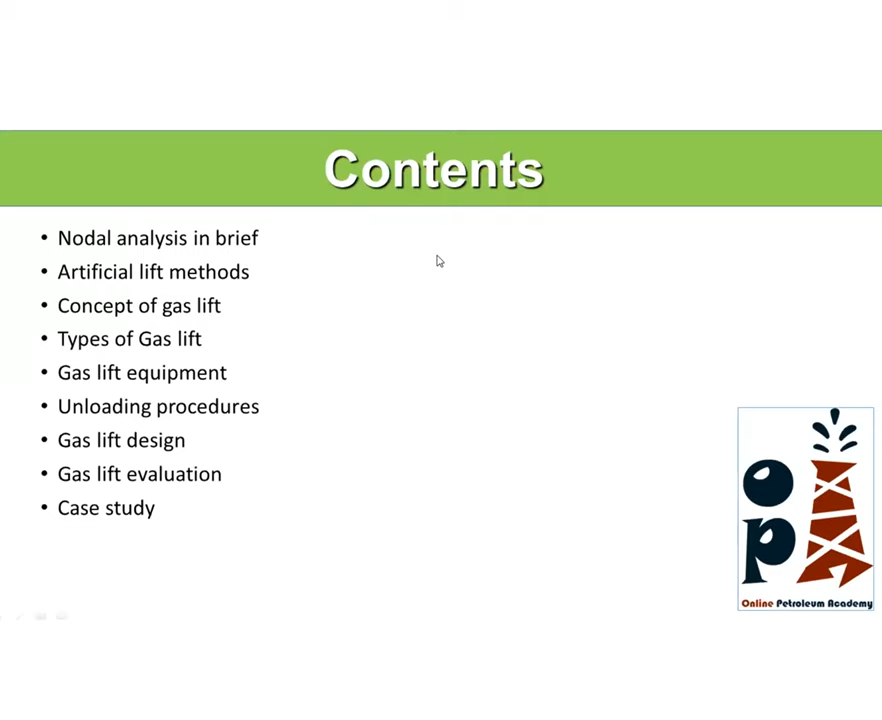 Contents
• Nodal analysis in brief
• Artificial lift methods
• Concept of gas lift
• Types of Gas lift
• Gas lift equipment
• Unloading procedures
• Gas lift design
• Gas lift evaluation
• Case study
OPA
Online Petroleum Academy